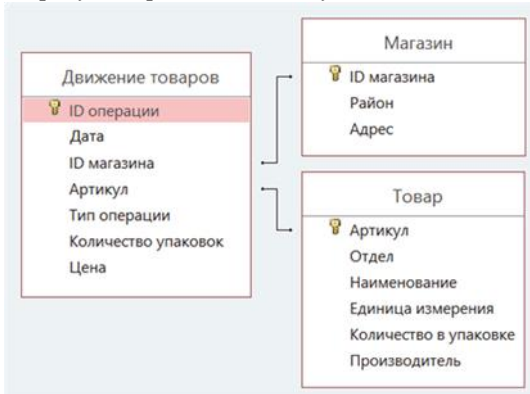 Движение товаров
ID операции
Дата
ID магазина
Артикул
Тип операции
Количество упаковок
Цена
Магазин
ID магазина
Район
Адрес
Товар
Артикул
Отдел
Наименование
Единица измерения
Количество в упаковке
Производитель